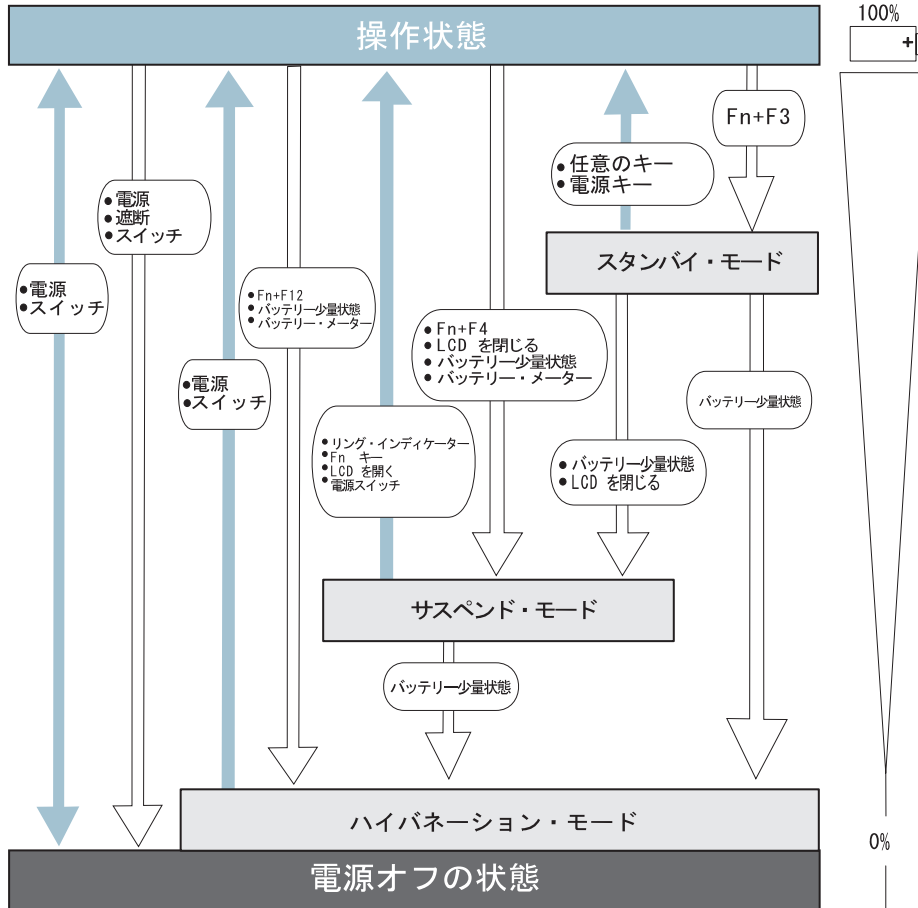 操作状態
100%
+
Fn+F3
● 任意のキー
● 電源キー
● 電源
● 遮断
● スイッチ
スタンバイ・モード
● 電源
● スイッチ
● Fn+F12
● バッテリー少量状態
● バッテリー・メーター
● Fn+F4
● LCD を閉じる
● バッテリー少量状態
● バッテリー・メーター
● 電源
● スイッチ
バッテリー少量状態
● リング・インディケーター
● Fn キー
● LCD を開く
● 電源スイッチ
● バッテリー少量状態
● LCD を閉じる
サスペンド・モード
バッテリー少量状態
ハイバネーション・モード
0%
電源オフの状態